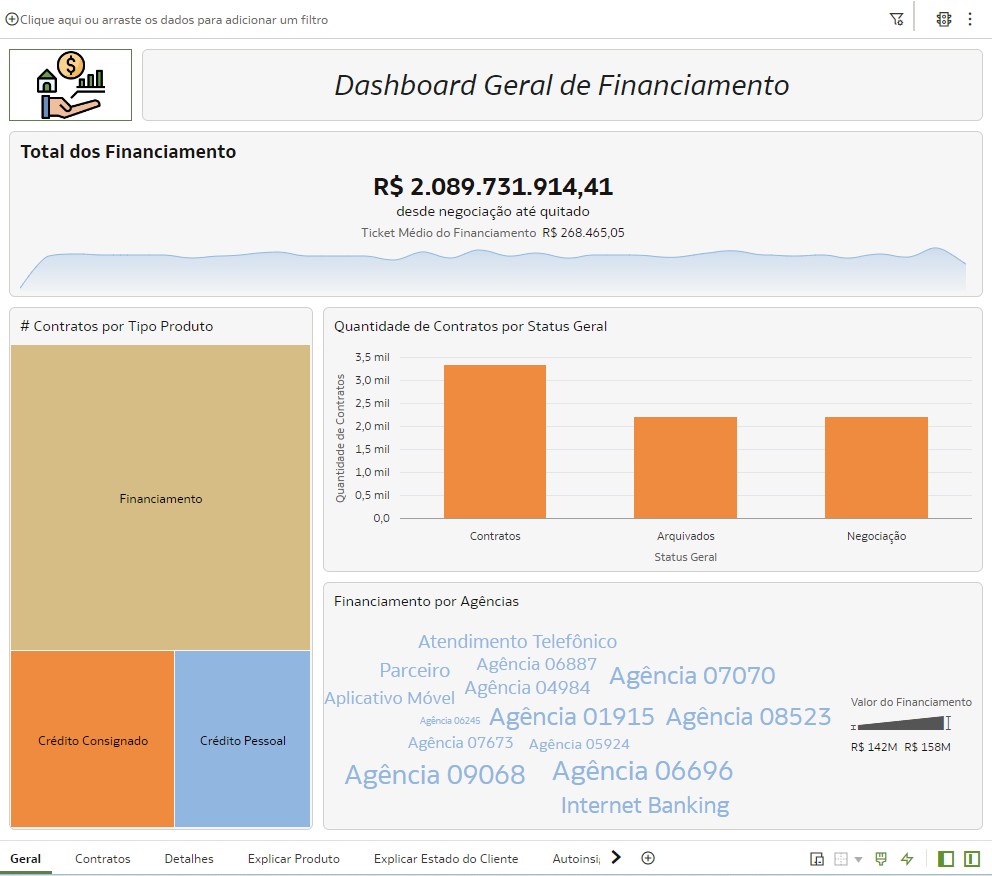 Clique aqui ou arraste os dados para adicionar um filtro
$
Dashboard Geral de Financiamento
Total dos Financiamento
R$ 2.089.731.914,41
desde negociação até quitado
Ticket Médio do Financiamento R$ 268.465,05
# Contratos por Tipo Produto
Financiamento
Crédito Consignado
Crédito Pessoal
Quantidade de Contratos por Status Geral
Quantidade de Contratos
3,5 mil
3,0 mil
2,5 mil
2,0 mil
1,5 mil
1,0 mil
0,5 mil
0,0
Contratos
Arquivados
Negociação
Status Geral
Financiamento por Agências
Atendimento Telefônico
Parceiro
Agência 06887
Agência 07070
Agência 04984
Aplicativo Móvel
Agência 06245
Agência 01915
Agência 08523
Agência 07673
Agência 05924
Agência 09068
Agência 06696
Internet Banking
Valor do Financiamento
R$ 142M R$ 158M
Geral
Contratos
Detalhes
Explicar Produto
Explicar Estado do Cliente
Autoinsi